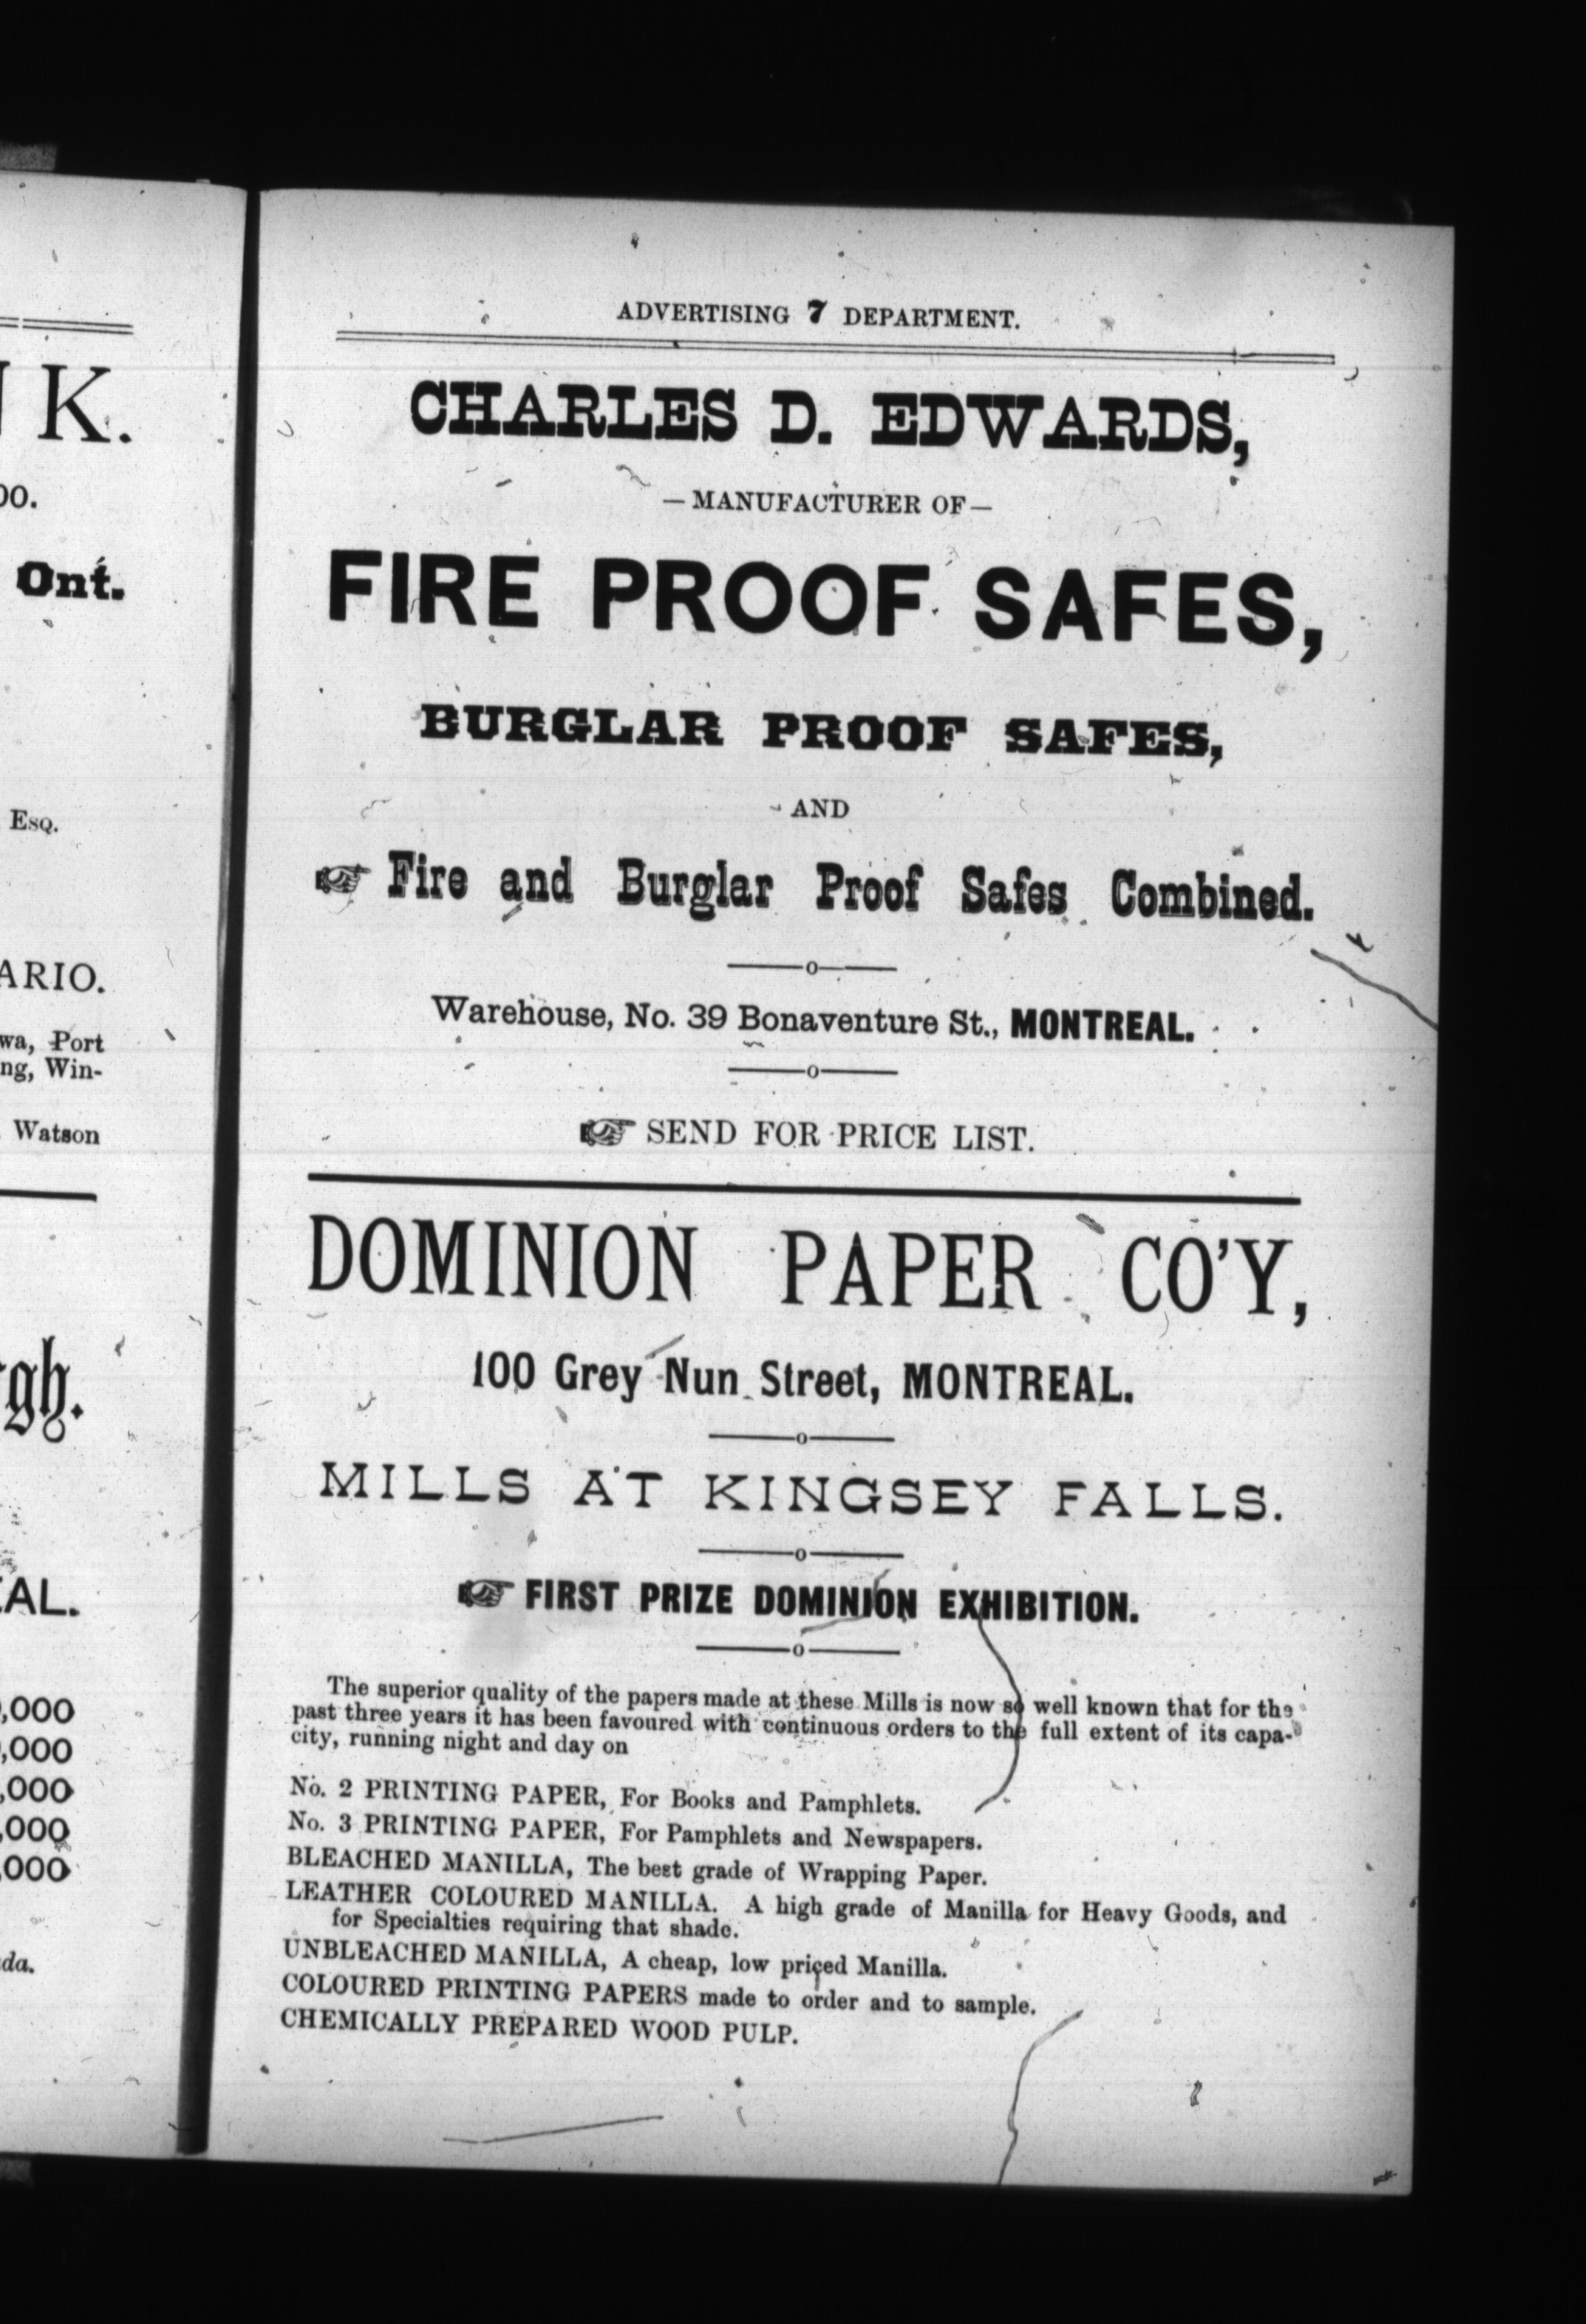 K.
00.
Ont.
Esq.
ARIO.
wa, Port
ng, Win-
Watson
gh.
AL.
,000
,000
,000
,000
,000
da.
ADVERTISING 7 DEPARTMENT.
CHARLES D. EDWARDS,
—MANUFACTURER OF—
FIRE PROOF SAFES,
BURGLAR PROOF SAFES,
AND
☞ Fire and Burglar Proof Safes Combined.
——o——
Warehouse, No. 39 Bonaventure St., MONTREAL.
——o——
☞ SEND FOR PRICE LIST.
DOMINION PAPER CO'Y,
100 Grey Nun Street, MONTREAL.
——o——
MILLS AT KINGSEY FALLS.
——o——
☞ FIRST PRIZE DOMINION EXHIBITION.
——o——
The superior quality of the papers made at these Mills is now so well known that for the
past three years it has been favoured with continuous orders to the full extent of its capa-
city, running night and day on
No. 2 PRINTING PAPER, For Books and Pamphlets.
No. 3 PRINTING PAPER, For Pamphlets and Newspapers.
BLEACHED MANILLA, The best grade of Wrapping Paper.
LEATHER COLOURED MANILLA. A high grade of Manilla for Heavy Goods, and
for Specialties requiring that shade.
UNBLEACHED MANILLA, A cheap, low priced Manilla.
COLOURED PRINTING PAPERS made to order and to sample.
CHEMICALLY PREPARED WOOD PULP.